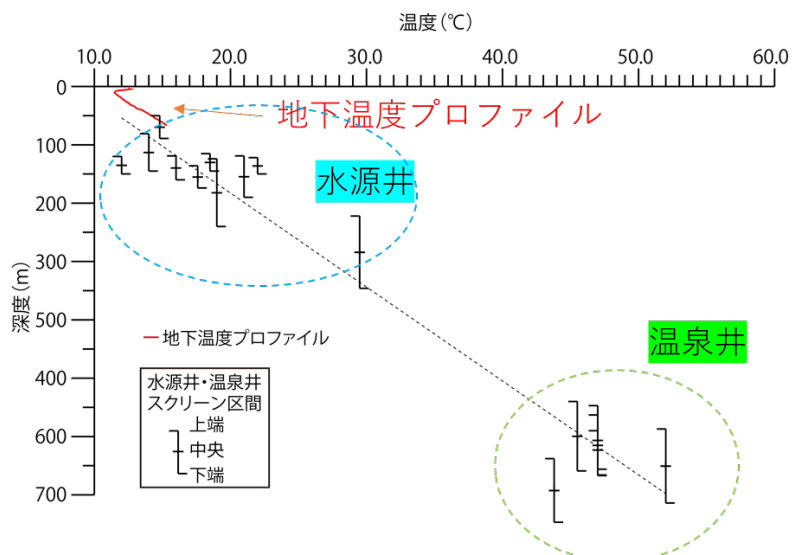 温度(℃)
10.0 20.0 30.0 40.0 50.0 60.0
0
100
200
300
500
400
600
700
深度(m)
地下温度プロファイル
水源井
温泉井
地下温度プロファイル
水源井・温泉井
スクリーン区間
上端
中央
下端